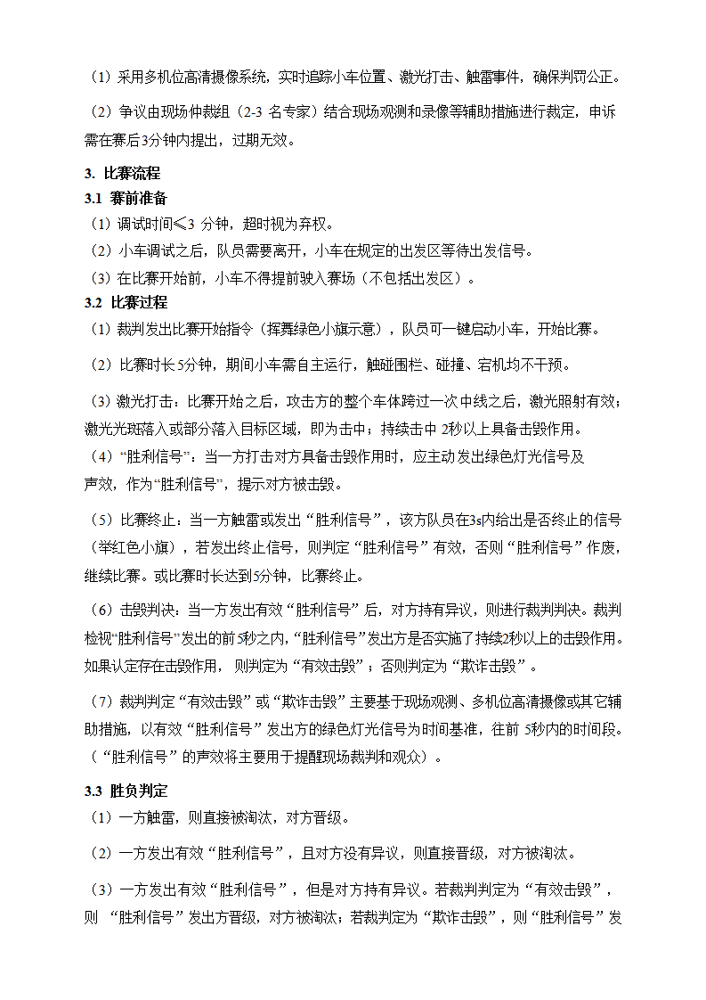 （1）采用多机位高清摄像系统，实时追踪小车位置、激光打击、触雷事件，确保判罚公正。
（2）争议由现场仲裁组（2-3 名专家）结合现场观测和录像等辅助措施进行裁定，申诉
需在赛后3分钟内提出，过期无效。
3. 比赛流程
3.1 赛前准备
（1）调试时间≤3 分钟，超时视为弃权。
（2）小车调试之后，队员需要离开，小车在规定的出发区等待出发信号。
（3）在比赛开始前，小车不得提前驶入赛场（不包括出发区）。
3.2 比赛过程
（1）裁判发出比赛开始指令（挥舞绿色小旗示意），队员可一键启动小车，开始比赛。
（2）比赛时长5分钟，期间小车需自主运行，触碰围栏、碰撞、宕机均不干预。
（3）激光打击：比赛开始之后，攻击方的整个车体跨过一次中线之后，激光照射有效；
激光光斑落入或部分落入目标区域，即为击中；持续击中 2秒以上具备击毁作用。
（4）“胜利信号”：当一方打击对方具备击毁作用时，应主动发出绿色灯光信号及
声效，作为“胜利信号”，提示对方被击毁。
（5）比赛终止：当一方触雷或发出“胜利信号”，该方队员在3s内给出是否终止的信号
（举红色小旗），若发出终止信号，则判定“胜利信号”有效，否则“胜利信号”作废，
继续比赛。或比赛时长达到5分钟，比赛终止。
（6）击毁判决：当一方发出有效“胜利信号”后，对方持有异议，则进行裁判判决。裁判
检视“胜利信号”发出的前5秒之内，“胜利信号”发出方是否实施了持续2秒以上的击毁作用。
如果认定存在击毁作用， 则判定为“有效击毁”；否则判定为“欺诈击毁”。
（7）裁判判定“有效击毁”或“欺诈击毁”主要基于现场观测、多机位高清摄像或其它辅
助措施，以有效“胜利信号”发出方的绿色灯光信号为时间基准，往前 5秒内的时间段。
（“胜利信号”的声效将主要用于提醒现场裁判和观众）。
3.3 胜负判定
（1）一方触雷，则直接被淘汰，对方晋级。
（2）一方发出有效“胜利信号”，且对方没有异议，则直接晋级，对方被淘汰。
（3）一方发出有效“胜利信号”，但是对方持有异议。若裁判判定为“有效击毁”，
则 “胜利信号”发出方晋级，对方被淘汰；若裁判定为“欺诈击毁”，则“胜利信号”发